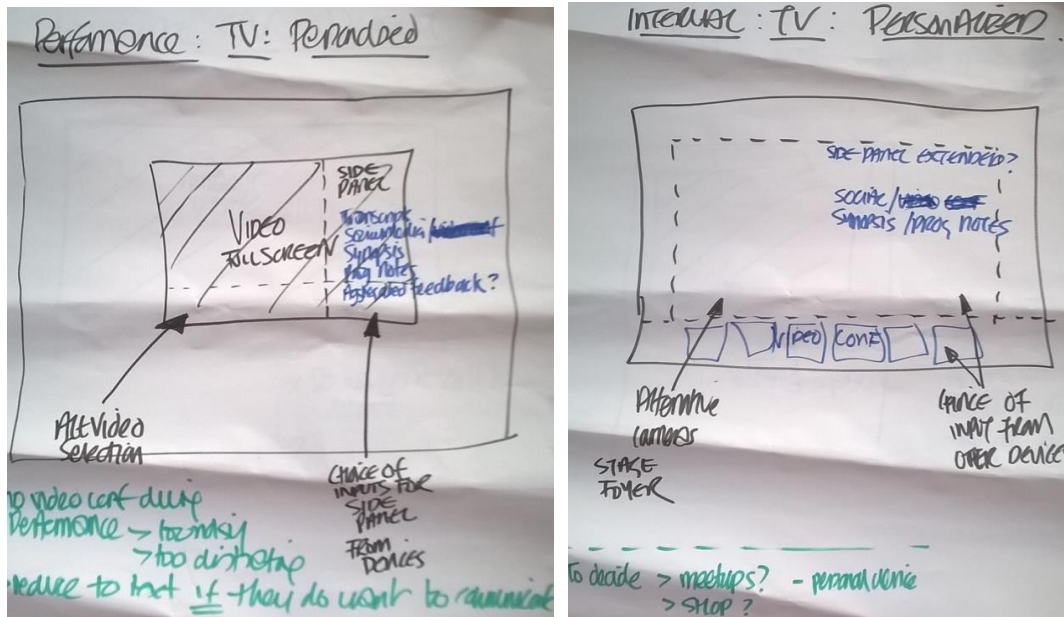 Performance: TV: Personalised
SIDE
PANEL
VIDEO
FULLSCREEN
Transcript
Synopsis
Prog Notes
Aggregated feedback?
Alt Video
Selection
CHOICE OF
INPUTS FOR
SIDE
PANEL
FROM
DEVICES
no video conf during
Performance > too noisy
> too distracting
reduce to text if they do want to communicate
INTERVAL: TV: PERSONALIZED.
SIDE PANEL EXTENDED?
SOCIAL/
SYNOPSIS / PROG NOTES
VIDEO CONF
Alternative
Cameras
STAGE
FOYER
CHOICE OF
INPUT FROM
OTHER DEVICE
To decide > meetups? - personal device
> SHOP?